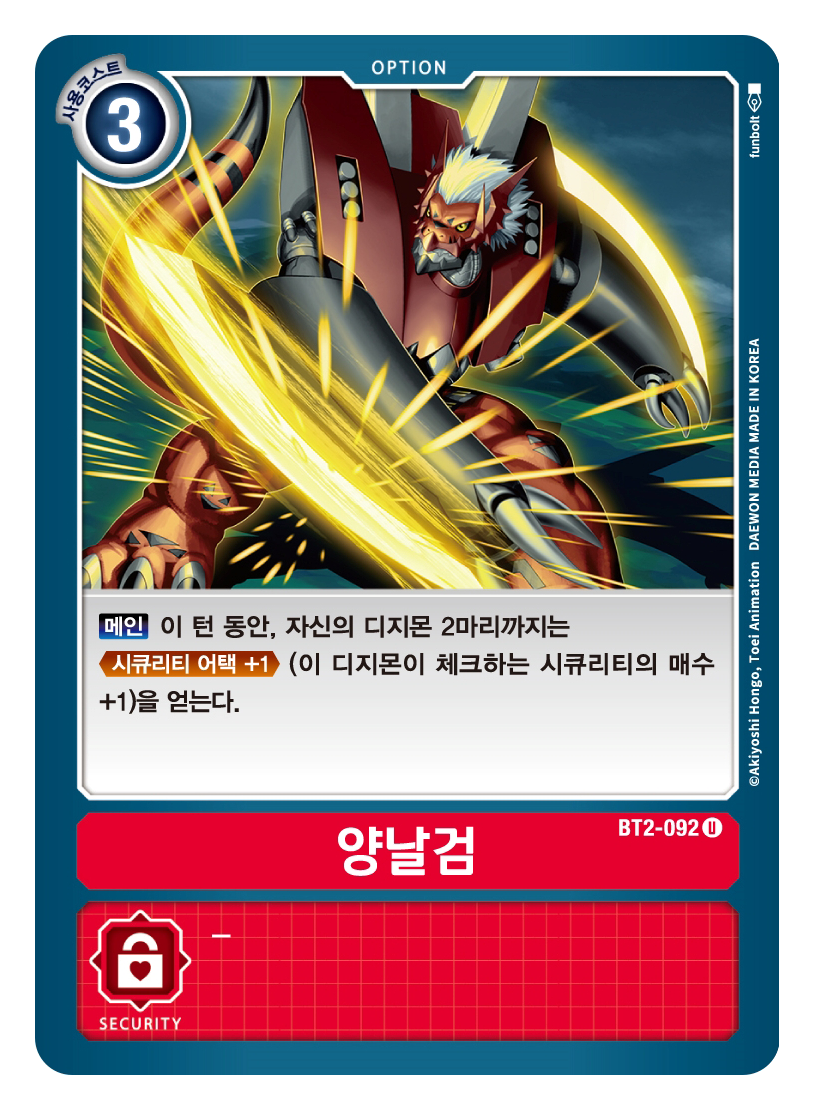 OPTION
사용코스트
3
funbolt
메인 이 턴 동안, 자신의 디지몬 2마리까지는
시큐리티 어택 +1 (이 디지몬이 체크하는 시큐리티의 매수
+1)을 얻는다.
©Akiyoshi Hongo, Toei Animation DAEWON MEDIA MADE IN KOREA
BT2-092 U
양날검
–
SECURITY